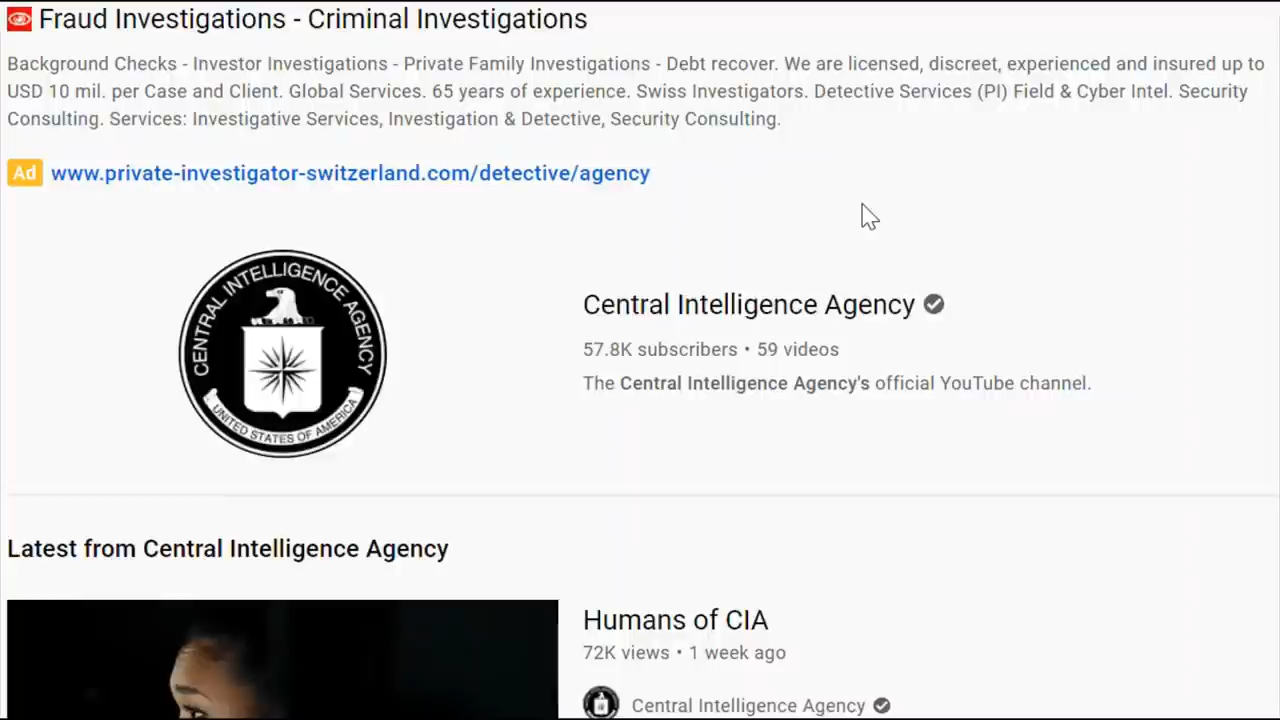 Fraud Investigations - Criminal Investigations
Background Checks - Investor Investigations - Private Family Investigations - Debt recover. We are licensed, discreet, experienced and insured up to
USD 10 mil. per Case and Client. Global Services. 65 years of experience. Swiss Investigators. Detective Services (PI) Field & Cyber Intel. Security
Consulting. Services: Investigative Services, Investigation & Detective, Security Consulting.
Ad www.private-investigator-switzerland.com/detective/agency
CENTRAL INTELLIGENCE AGENCY
UNITED STATES OF AMERICA
Central Intelligence Agency
57.8K subscribers • 59 videos
The Central Intelligence Agency's official YouTube channel.
Latest from Central Intelligence Agency
Humans of CIA
72K views • 1 week ago
Central Intelligence Agency